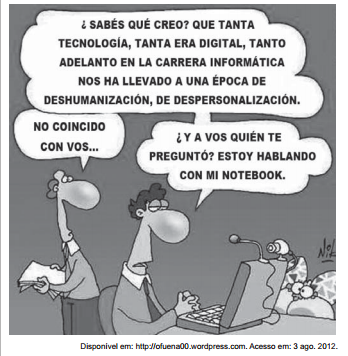 ¿ SABÉS QUÉ CREO? QUE TANTA
TECNOLOGÍA, TANTA ERA DIGITAL, TANTO
ADELANTO EN LA CARRERA INFORMÁTICA
NOS HA LLEVADO A UNA ÉPOCA DE
DESHUMANIZACIÓN, DE DESPERSONALIZACIÓN.
NO COINCIDO
CON VOS...
¿ Y A VOS QUIÉN TE
PREGUNTÓ? ESTOY HABLANDO
CON MI NOTEBOOK.
NiK
Disponível em: http://ofuena00.wordpress.com. Acesso em: 3 ago. 2012.